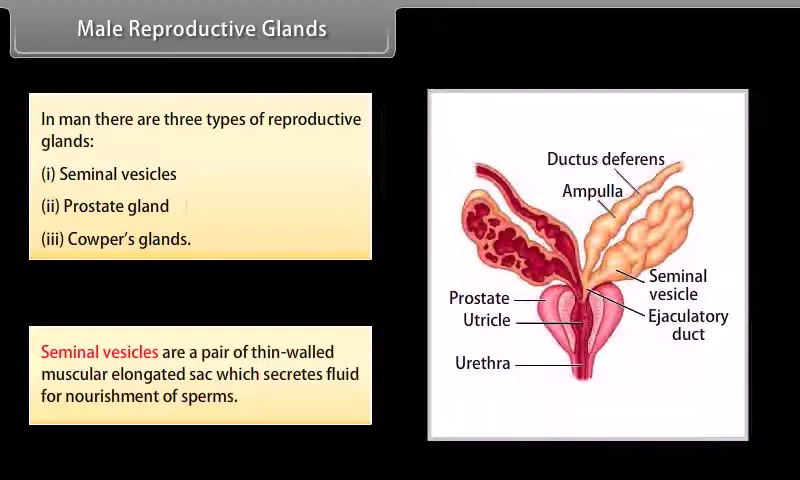 Male Reproductive Glands
In man there are three types of reproductive
glands:
(i) Seminal vesicles
(ii) Prostate gland
(iii) Cowper's glands.
Seminal vesicles are a pair of thin-walled
muscular elongated sac which secretes fluid
for nourishment of sperms.
Ductus deferens
Ampulla
Seminal
vesicle
Prostate
Ejaculatory
duct
Utricle
Urethra